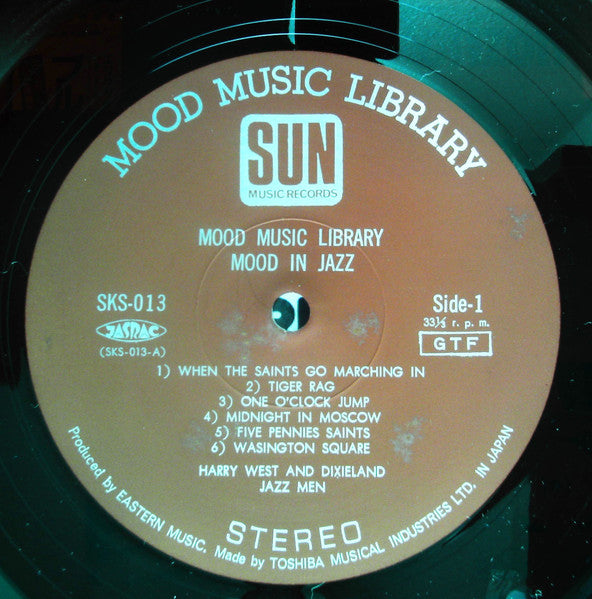 MOOD MUSIC LIBRARY
SUN
MUSIC RECORDS
MOOD MUSIC LIBRARY
MOOD IN JAZZ
SKS-013
Side-1
33⅓ r. p. m.
JASRAC
GTF
(SKS-013-A)
1) WHEN THE SAINTS GO MARCHING IN
2) TIGER RAG
3) ONE O'CLOCK JUMP
4) MIDNIGHT IN MOSCOW
5) FIVE PENNIES SAINTS
6) WASINGTON SQUARE
HARRY WEST AND DIXIELAND
JAZZ MEN
STEREO
Produced by EASTERN MUSIC. Made by TOSHIBA MUSICAL INDUSTRIES LTD. IN JAPAN